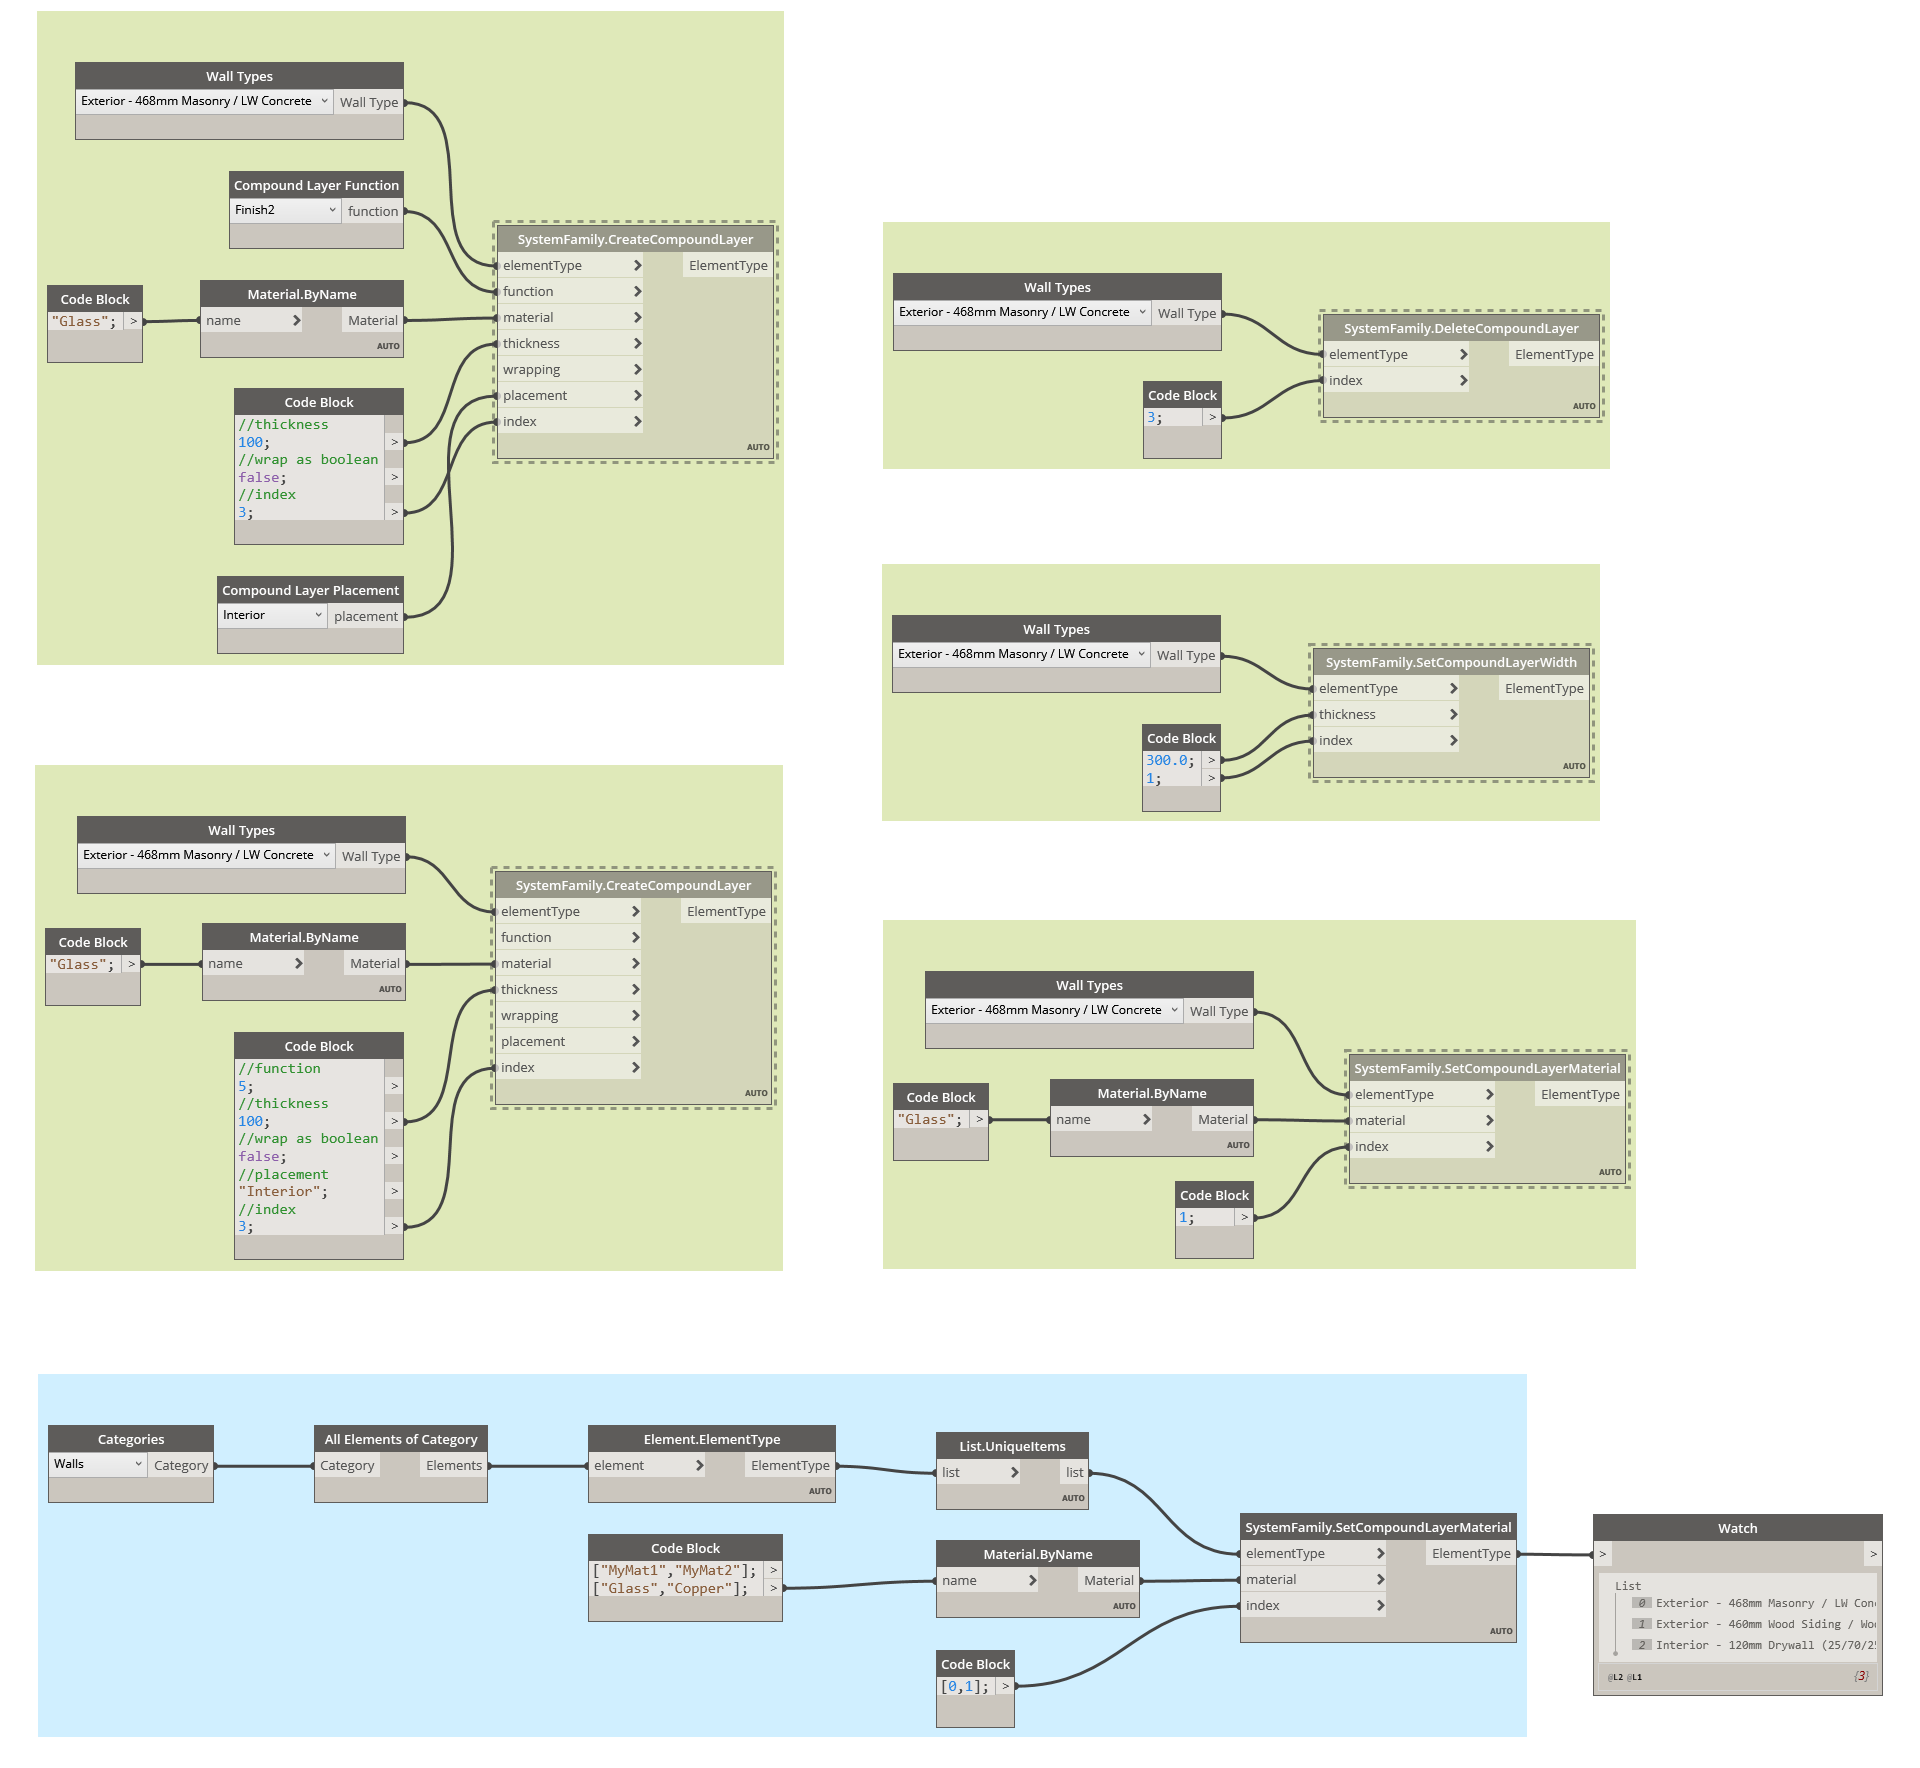 Wall Types
Exterior - 468mm Masonry / LW Concrete
Wall Type
Compound Layer Function
Finish2
function
Code Block
"Glass";
>
Material.ByName
name
Material
AUTO
Code Block
//thickness
100;
>
//wrap as boolean
false;
>
//index
3;
>
Compound Layer Placement
Interior
placement
SystemFamily.CreateCompoundLayer
elementType
ElementType
function
material
thickness
wrapping
placement
index
AUTO
Wall Types
Exterior - 468mm Masonry / LW Concrete
Wall Type
Code Block
3;
>
SystemFamily.DeleteCompoundLayer
elementType
ElementType
index
AUTO
Wall Types
Exterior - 468mm Masonry / LW Concrete
Wall Type
Code Block
300.0;
>
1;
>
SystemFamily.SetCompoundLayerWidth
elementType
ElementType
thickness
index
AUTO
Wall Types
Exterior - 468mm Masonry / LW Concrete
Wall Type
Code Block
"Glass";
>
Material.ByName
name
Material
AUTO
Code Block
//function
5;
>
//thickness
100;
>
//wrap as boolean
false;
>
//placement
"Interior";
>
//index
3;
>
SystemFamily.CreateCompoundLayer
elementType
ElementType
function
material
thickness
wrapping
placement
index
AUTO
Wall Types
Exterior - 468mm Masonry / LW Concrete
Wall Type
Code Block
"Glass";
>
Material.ByName
name
Material
AUTO
Code Block
1;
>
SystemFamily.SetCompoundLayerMaterial
elementType
ElementType
material
index
AUTO
Categories
Walls
Category
All Elements of Category
Category
Elements
Element.ElementType
element
ElementType
AUTO
List.UniqueItems
list
list
AUTO
Code Block
["MyMat1","MyMat2"];
>
["Glass","Copper"];
>
Material.ByName
name
Material
AUTO
Code Block
[0,1];
>
SystemFamily.SetCompoundLayerMaterial
elementType
ElementType
material
index
AUTO
Watch
>
>
List
0 Exterior - 468mm Masonry / LW Con
1 Exterior - 460mm Wood Siding / Wo
2 Interior - 120mm Drywall (25/70/2
@L2 @L1
{3}